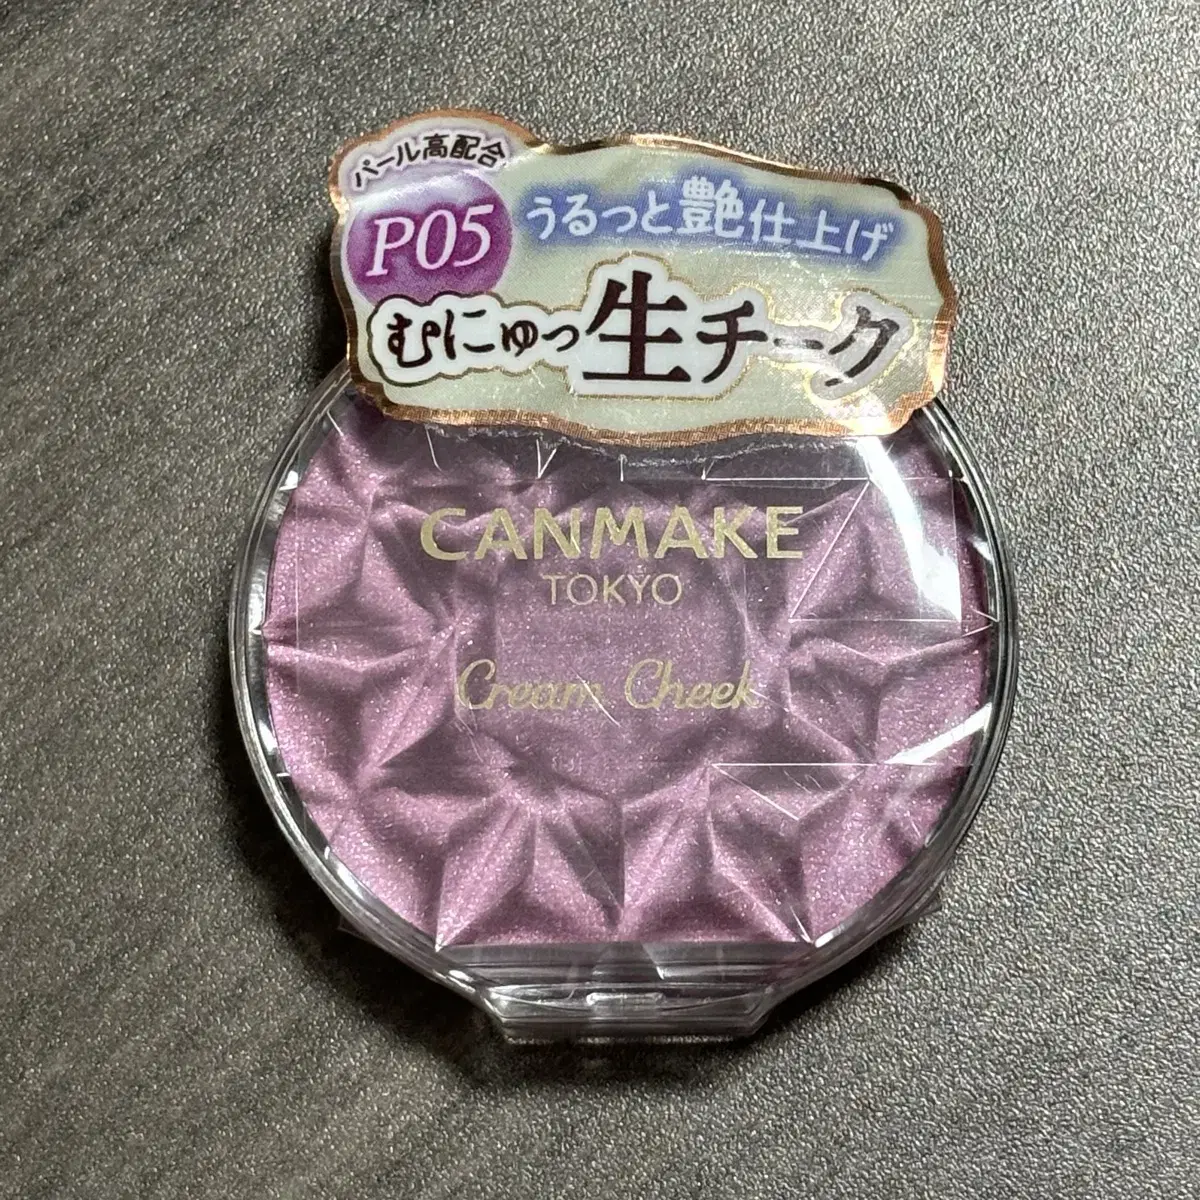 パール高配合
P05
うるっと艶仕上げ
むにゅっ生チーク
CANMAKE
TOKYO
Cream Cheek